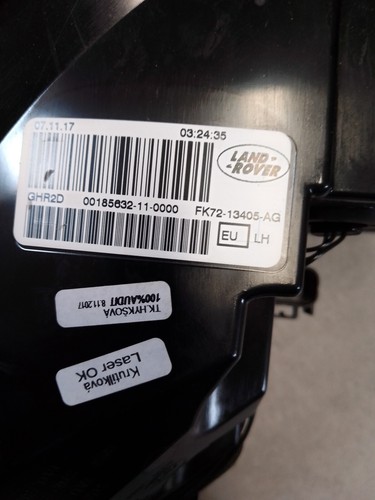 07.11.17 03:24:35
LAND-
-ROVER
GHR2D 00185632-11-0000 FK72-13405-AG
EU LH
TK.HYKSOVÁ
100%AUDIT
8.11.2017
Krutilková
Laser OK